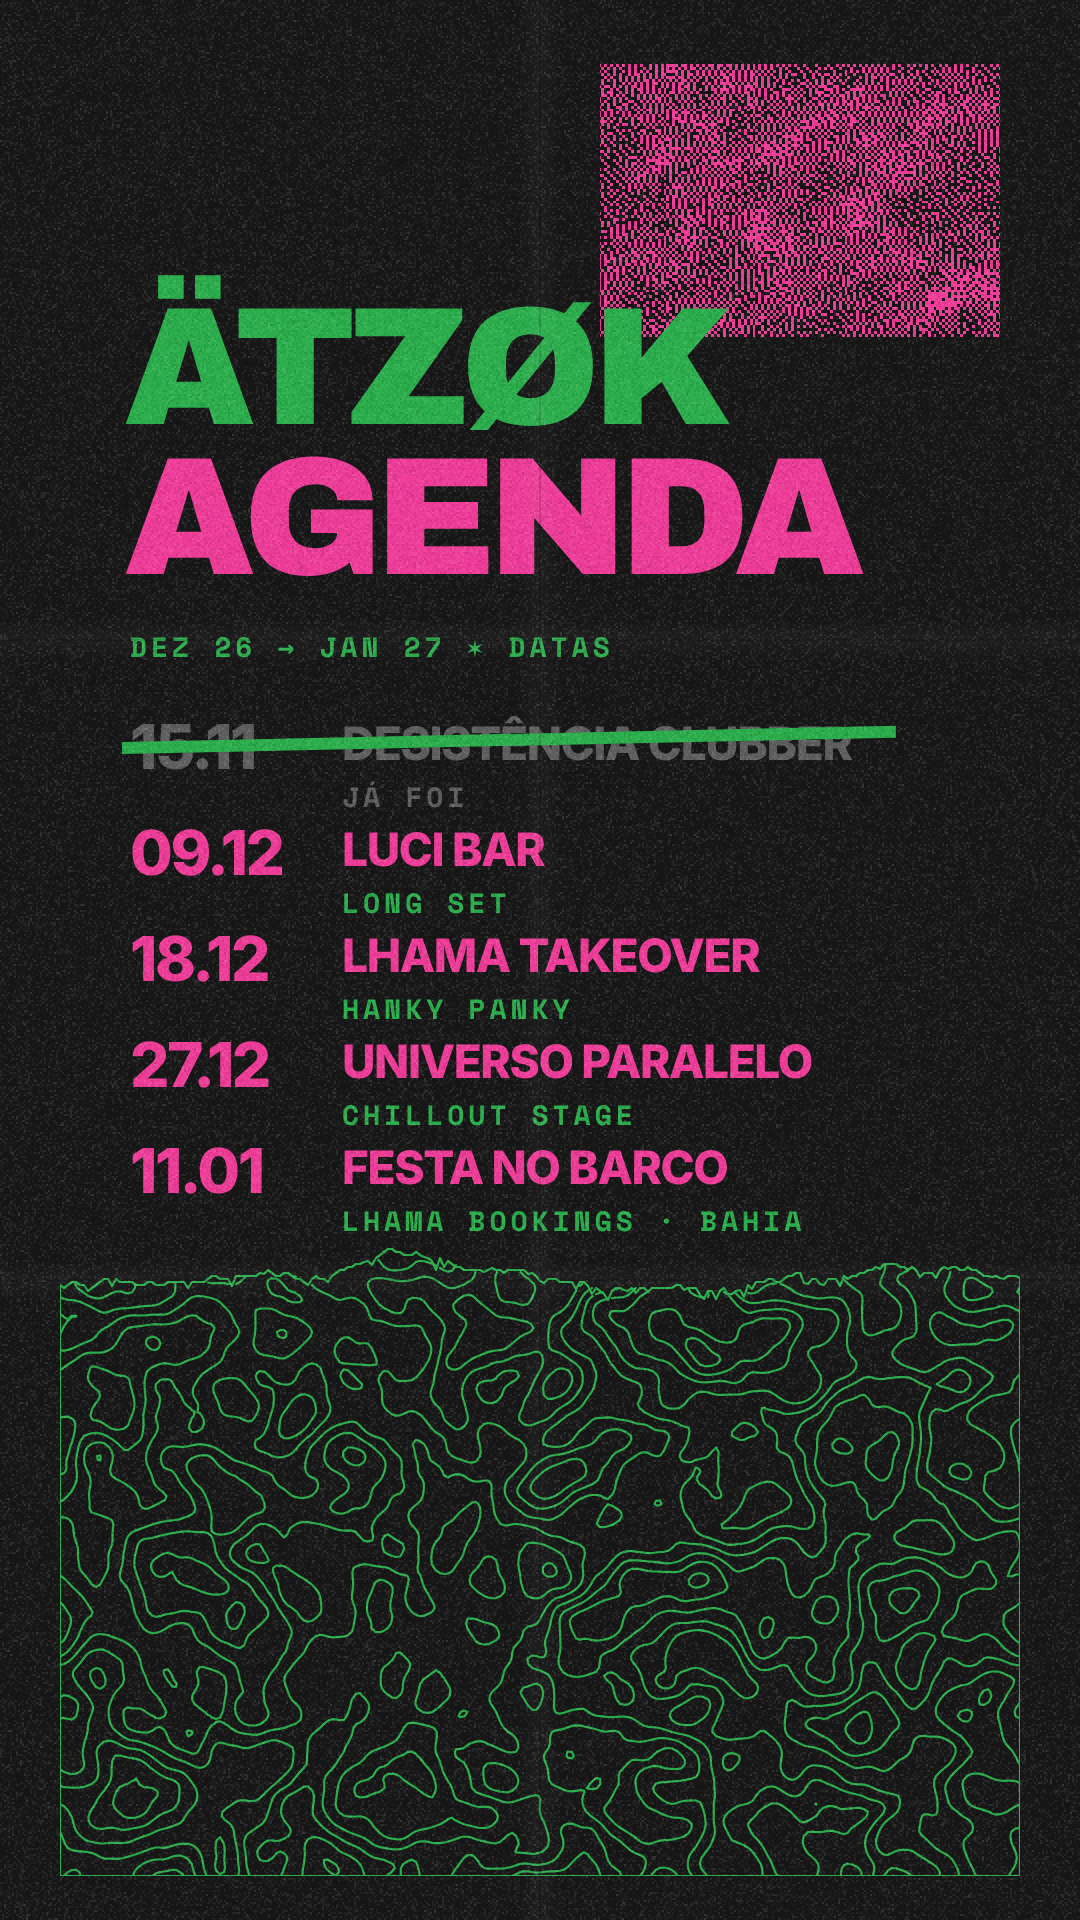 ÄTZØK
AGENDA
DEZ 26 → JAN 27 ✶ DATAS
15.11 DESISTÊNCIA CLUBBER
JÁ FOI
09.12 LUCI BAR
LONG SET
18.12 LHAMA TAKEOVER
HANKY PANKY
27.12 UNIVERSO PARALELO
CHILLOUT STAGE
11.01 FESTA NO BARCO
LHAMA BOOKINGS · BAHIA